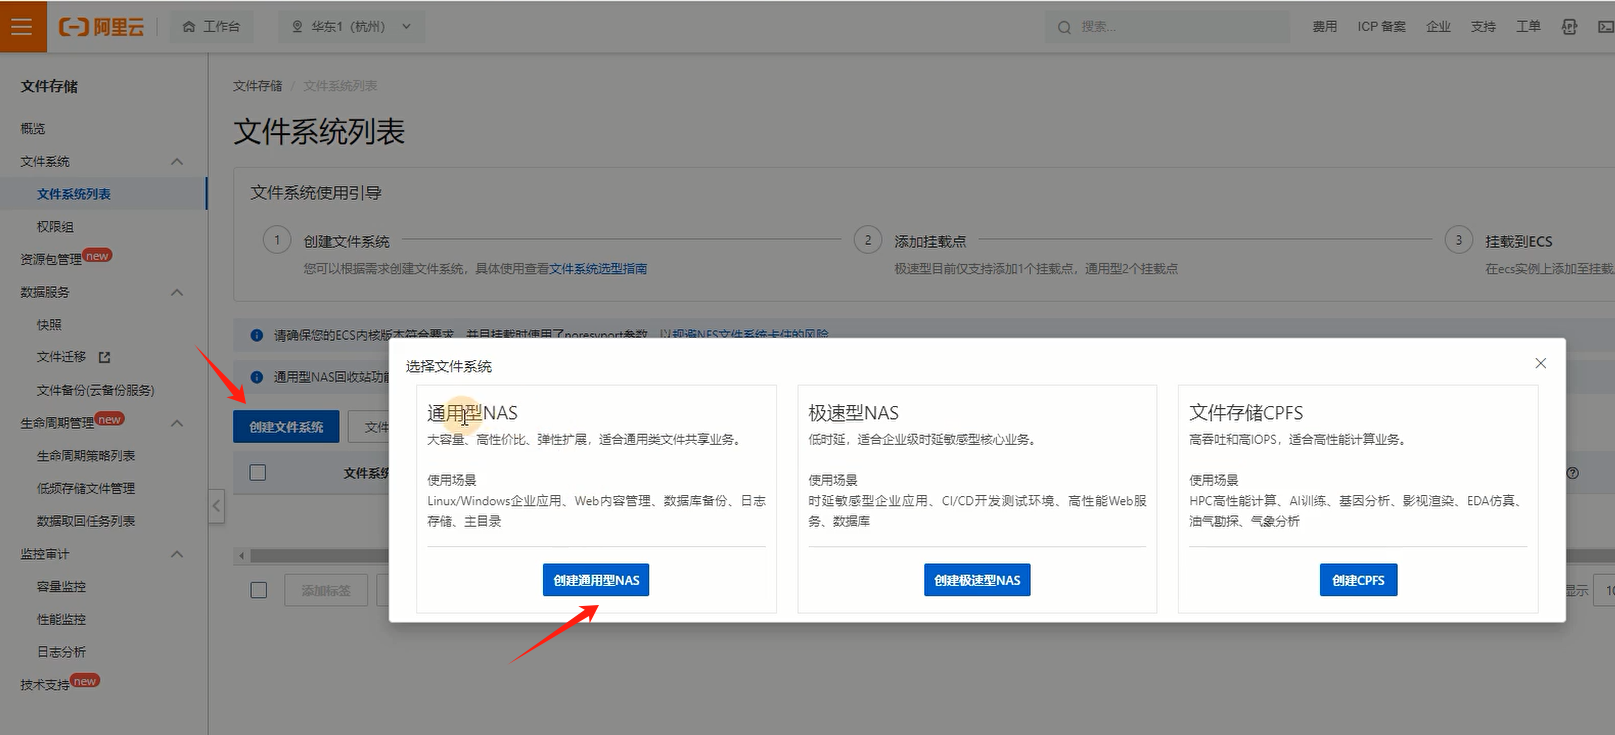 阿里云
工作台
华东1（杭州）
搜索...
费用
ICP 备案
企业
支持
工单
文件存储
概览
文件系统
文件系统列表
权限组
资源包管理 new
数据服务
快照
文件迁移
文件备份(云备份服务)
生命周期管理 new
生命周期策略列表
低频存储文件管理
数据取回任务列表
监控审计
容量监控
性能监控
日志分析
技术支持 new
文件存储 / 文件系统列表
文件系统列表
文件系统使用引导
1 创建文件系统
您可以根据需求创建文件系统，具体使用查看文件系统选型指南
2 添加挂载点
极速型目前仅支持添加1个挂载点，通用型2个挂载点
3 挂载到ECS
在ecs实例上添加至挂载
请确保您的ECS内核版本符合要求，并且挂载时使用了noresvport参数，以规避NFS文件系统卡住的风险
通用型NAS回收站功能
创建文件系统
文件
文件系统
添加标签
显示
10
选择文件系统
通用型NAS
大容量、高性价比、弹性扩展，适合通用类文件共享业务。
使用场景
Linux/Windows企业应用、Web内容管理、数据库备份、日志
存储、主目录
创建通用型NAS
极速型NAS
低时延，适合企业级时延敏感型核心业务。
使用场景
时延敏感型企业应用、CI/CD开发测试环境、高性能Web服
务、数据库
创建极速型NAS
文件存储CPFS
高吞吐和高IOPS，适合高性能计算业务。
使用场景
HPC高性能计算、AI训练、基因分析、影视渲染、EDA仿真、
油气勘探、气象分析
创建CPFS